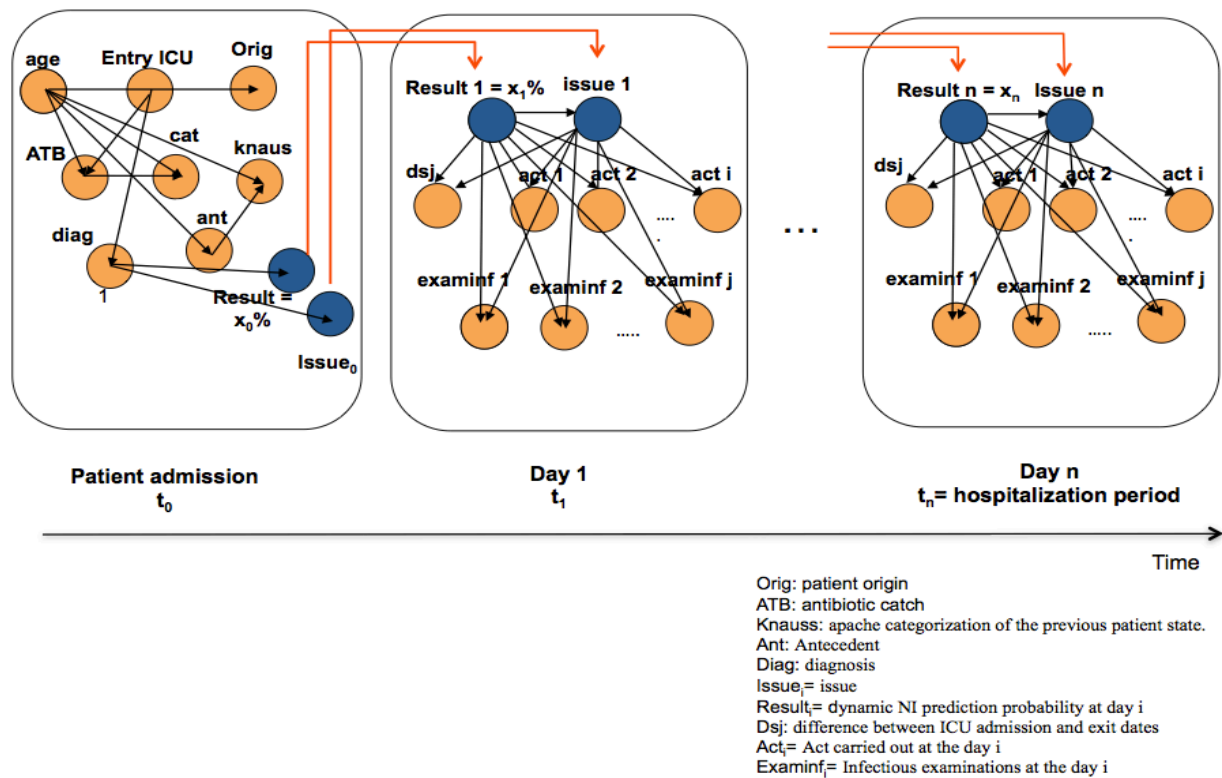 age
Entry ICU
Orig
ATB
cat
knaus
diag
ant
1
Result =
x0%
Issue0
Result 1 = x1%
issue 1
dsj
act 1
act 2
act i
....
.
examinf 1
examinf 2
examinf j
.....
...
Result n = xn
Issue n
dsj
act 1
act 2
act i
....
.
examinf 1
examinf 2
examinf j
.....
Patient admission
t0
Day 1
t1
Day n
tn= hospitalization period
Time
Orig: patient origin
ATB: antibiotic catch
Knauss: apache categorization of the previous patient state.
Ant: Antecedent
Diag: diagnosis
Issuei= issue
Resulti= dynamic NI prediction probability at day i
Dsj: difference between ICU admission and exit dates
Acti= Act carried out at the day i
Examinfi= Infectious examinations at the day i